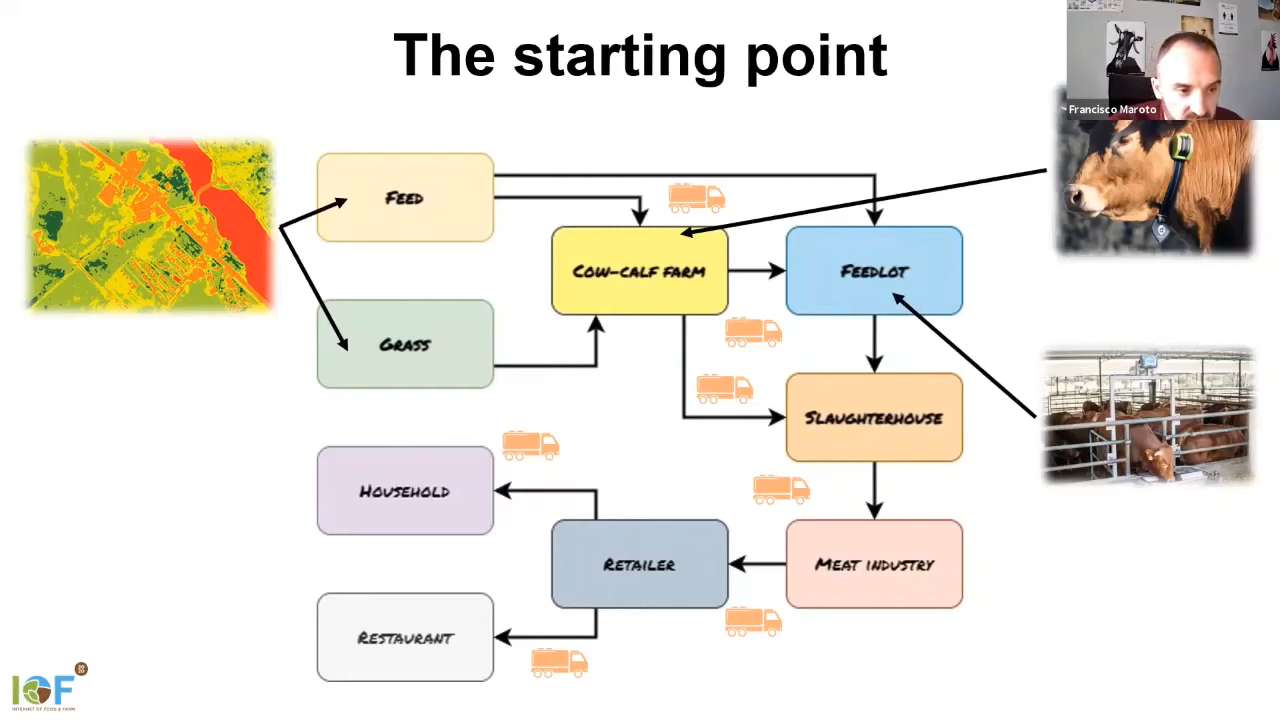 The starting point
Francisco Maroto
FEED
COW-CALF FARM
FEEDLOT
GRASS
SLAUGHTERHOUSE
HOUSEHOLD
RETAILER
MEAT INDUSTRY
RESTAURANT
IOF
INTERNET OF FOOD & FARM